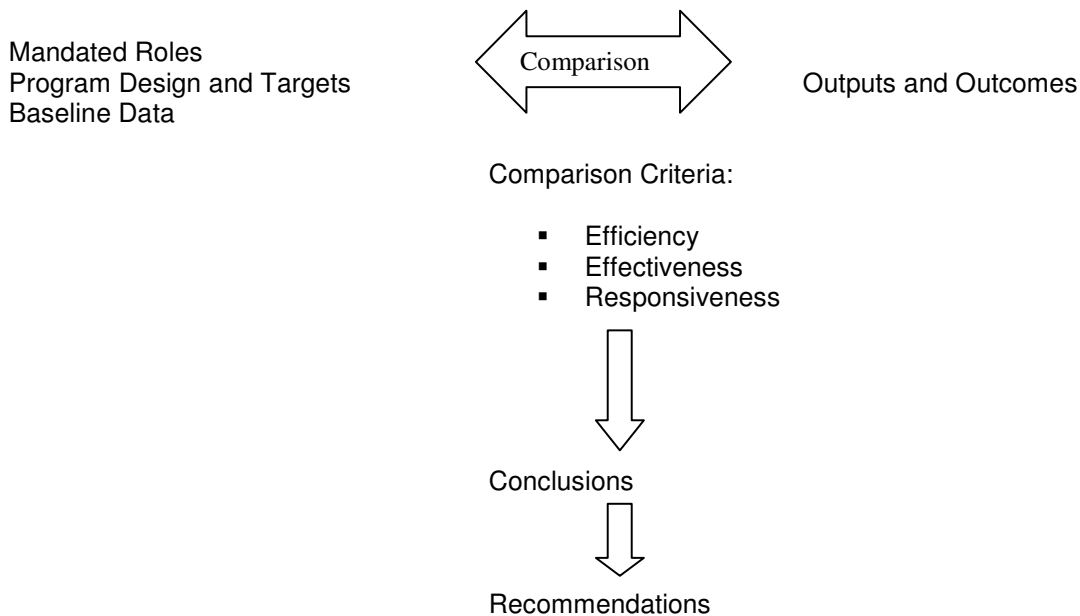 Mandated Roles
Program Design and Targets
Baseline Data
Comparison
Outputs and Outcomes
Comparison Criteria:
▪ Efficiency
▪ Effectiveness
▪ Responsiveness
Conclusions
Recommendations